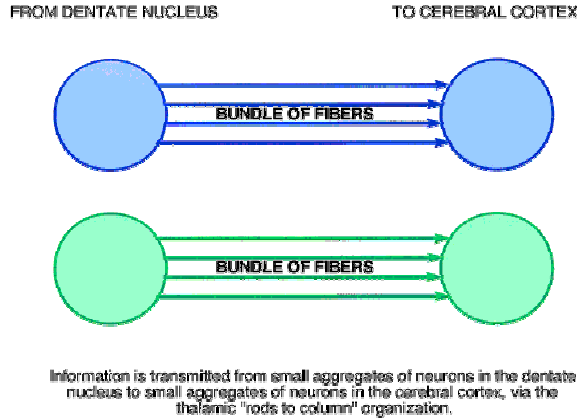 FROM DENTATE NUCLEUS
TO CEREBRAL CORTEX
BUNDLE OF FIBERS
BUNDLE OF FIBERS
Information is transmitted from small aggregates of neurons in the dentate
nucleus to small aggregates of neurons in the cerebral cortex, via the
thalamic "rods to column" organization.